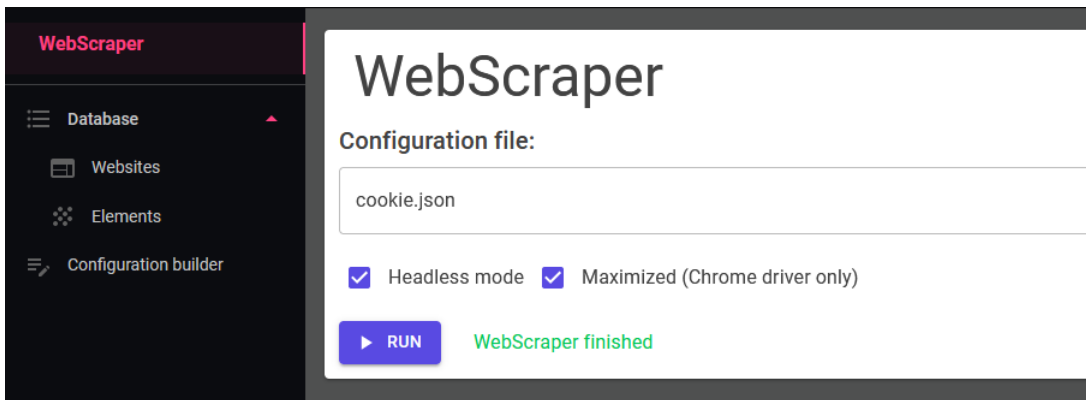 WebScraper
Database
Websites
Elements
Configuration builder
WebScraper
Configuration file:
cookie.json
Headless mode Maximized (Chrome driver only)
RUN WebScraper finished